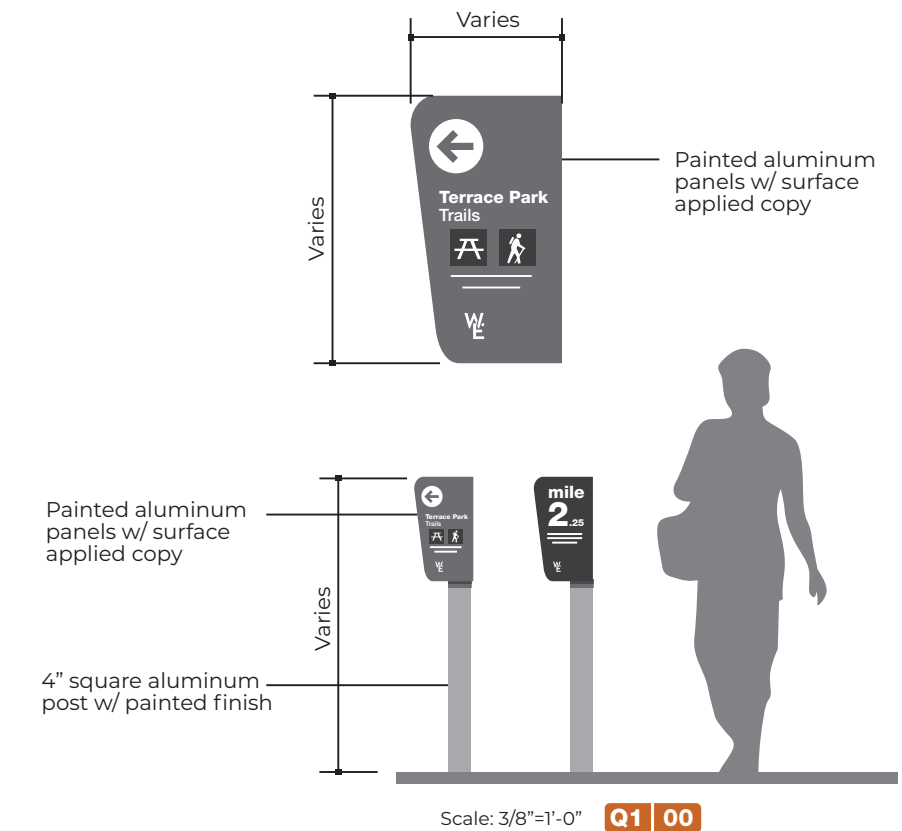 Varies
Varies
Terrace Park
Trails
W.
E
Painted aluminum
panels w/ surface
applied copy
Painted aluminum
panels w/ surface
applied copy
Varies
4” square aluminum
post w/ painted finish
Terrace Park
Trails
W.
E
mile
2.25
W.
E
Scale: 3/8”=1’-0”
Q1 00